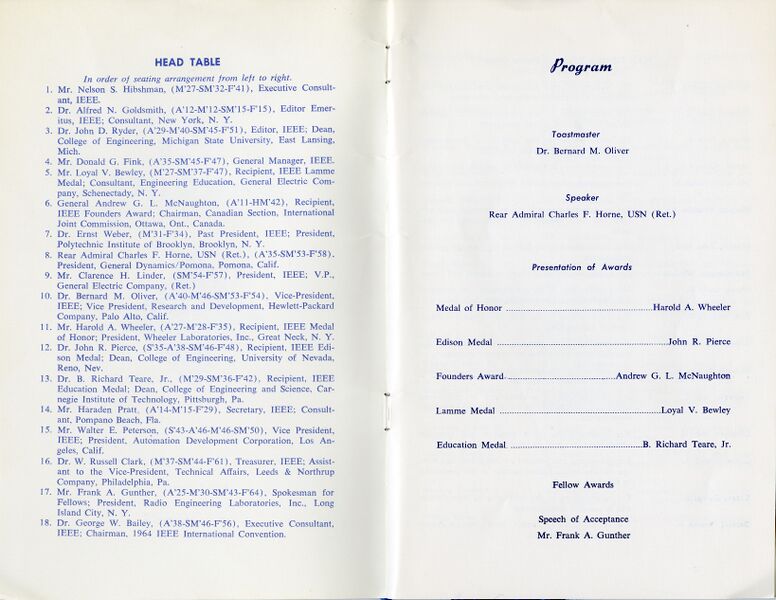 HEAD TABLE
In order of seating arrangement from left to right.
1. Mr. Nelson S. Hibshman, (M'27-SM'32-F'41), Executive Consult-
ant, IEEE.
2. Dr. Alfred N. Goldsmith, (A'12-M'12-SM'15-F'15), Editor Emer-
itus, IEEE; Consultant, New York, N. Y.
3. Dr. John D. Ryder, (A'29-M'40-SM'45-F'51), Editor, IEEE; Dean,
College of Engineering, Michigan State University, East Lansing,
Mich.
4. Mr. Donald G. Fink, (A'35-SM'45-F'47), General Manager, IEEE.
5. Mr. Loyal V. Bewley, (M'27-SM'37-F'47), Recipient, IEEE Lamme
Medal; Consultant, Engineering Education, General Electric Com-
pany, Schenectady, N. Y.
6. General Andrew G. L. McNaughton, (A'11-HM'42), Recipient,
IEEE Founders Award; Chairman, Canadian Section, International
Joint Commission, Ottawa, Ont., Canada.
7. Dr. Ernst Weber, (M'31-F'34), Past President, IEEE; President,
Polytechnic Institute of Brooklyn, Brooklyn, N. Y.
8. Rear Admiral Charles F. Horne, USN (Ret.), (A'35-SM'53-F'58),
President, General Dynamics/Pomona, Pomona, Calif.
9. Mr. Clarence H. Linder, (SM'54-F'57), President, IEEE; V.P.,
General Electric Company, (Ret.)
10. Dr. Bernard M. Oliver, (A'40-M'46-SM'53-F'54), Vice-President,
IEEE; Vice President, Research and Development, Hewlett-Packard
Company, Palo Alto, Calif.
11. Mr. Harold A. Wheeler, (A'27-M'28-F'35), Recipient, IEEE Medal
of Honor; President, Wheeler Laboratories, Inc., Great Neck, N. Y.
12. Dr. John R. Pierce, (S'35-A'38-SM'46-F'48), Recipient, IEEE Edi-
son Medal; Dean, College of Engineering, University of Nevada,
Reno, Nev.
13. Dr. B. Richard Teare, Jr., (M'29-SM'36-F'42), Recipient, IEEE
Education Medal; Dean, College of Engineering and Science, Car-
negie Institute of Technology, Pittsburgh, Pa.
14. Mr. Haraden Pratt, (A'14-M'15-F'29), Secretary, IEEE; Consult-
ant, Pompano Beach, Fla.
15. Mr. Walter E. Peterson, (S'43-A'46-M'46-SM'50), Vice President,
IEEE; President, Automation Development Corporation, Los An-
geles, Calif.
16. Dr. W. Russell Clark, (M'37-SM'44-F'61), Treasurer, IEEE; Assist-
ant to the Vice-President, Technical Affairs, Leeds & Northrup
Company, Philadelphia, Pa.
17. Mr. Frank A. Gunther, (A'25-M'30-SM'43-F'64), Spokesman for
Fellows; President, Radio Engineering Laboratories, Inc., Long
Island City, N. Y.
18. Dr. George W. Bailey, (A'38-SM'46-F'56), Executive Consultant,
IEEE; Chairman, 1964 IEEE International Convention.
Program
Toastmaster
Dr. Bernard M. Oliver
Speaker
Rear Admiral Charles F. Horne, USN (Ret.)
Presentation of Awards
Medal of Honor ........................................Harold A. Wheeler
Edison Medal ........................................John R. Pierce
Founders Award ..............................Andrew G. L. McNaughton
Lamme Medal ........................................Loyal V. Bewley
Education Medal ...................................B. Richard Teare, Jr.
Fellow Awards
Speech of Acceptance
Mr. Frank A. Gunther